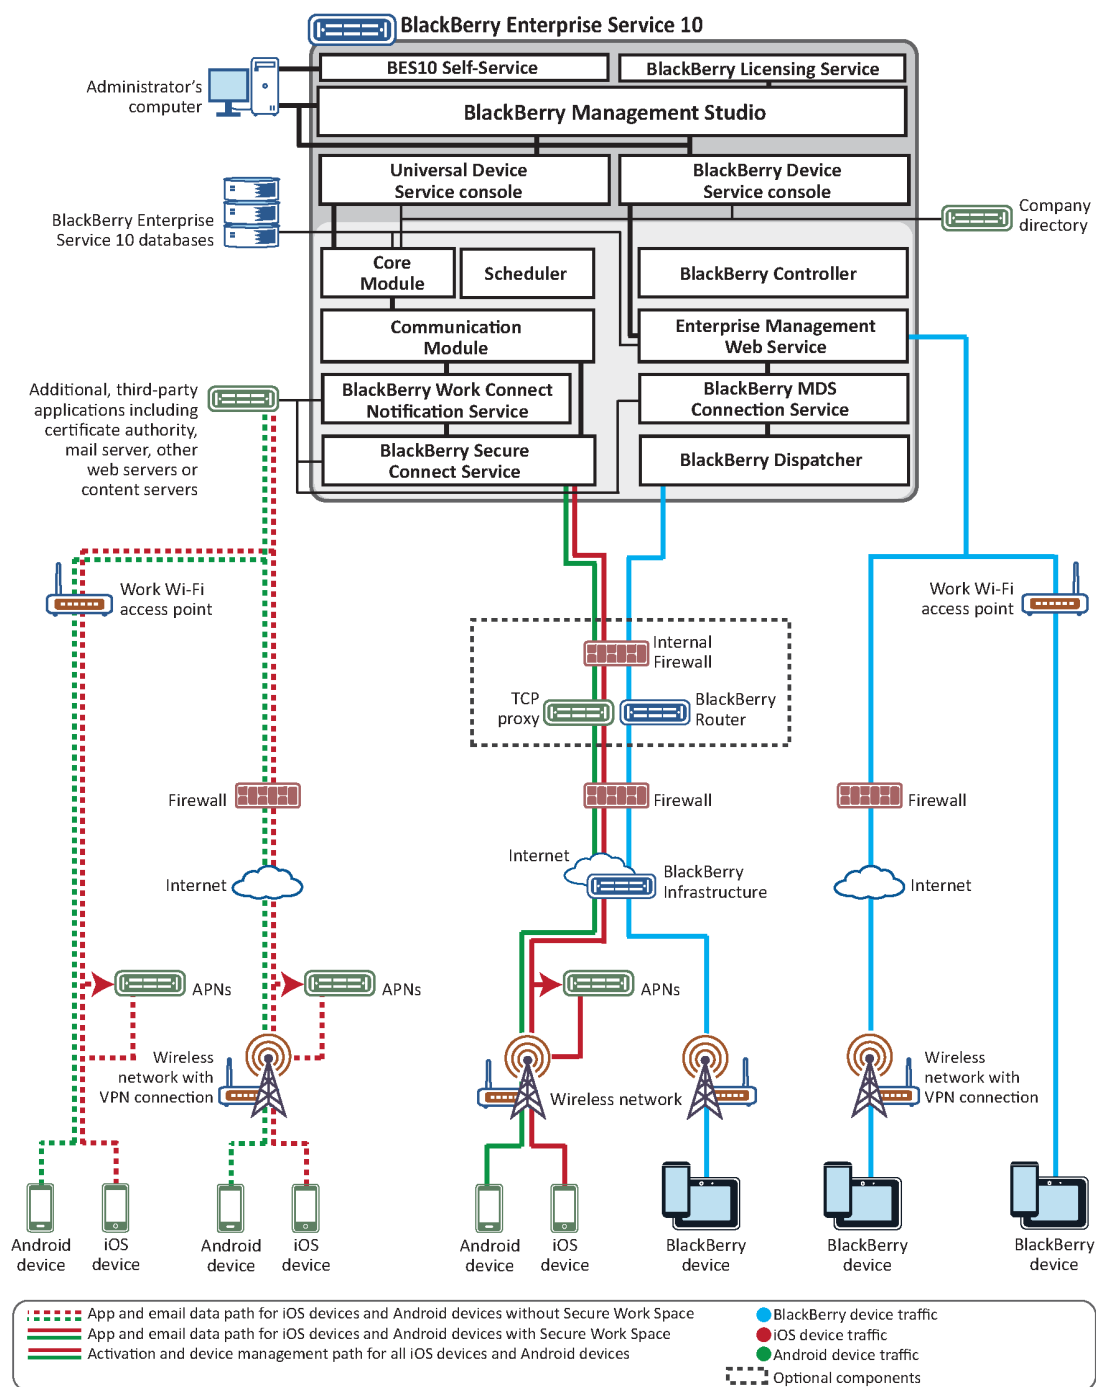 BlackBerry Enterprise Service 10
BES10 Self-Service
BlackBerry Licensing Service
Administrator's
computer
BlackBerry Management Studio
Universal Device
Service console
BlackBerry Device
Service console
BlackBerry Enterprise
Service 10 databases
Company
directory
Core
Module
Scheduler
BlackBerry Controller
Communication
Module
Enterprise Management
Web Service
Additional, third-party
applications including
certificate authority,
mail server, other
web servers or
content servers
BlackBerry Work Connect
Notification Service
BlackBerry MDS
Connection Service
BlackBerry Secure
Connect Service
BlackBerry Dispatcher
Work Wi-Fi
access point
Work Wi-Fi
access point
Internal
Firewall
TCP
proxy
BlackBerry
Router
Firewall
Firewall
Firewall
Internet
Internet
BlackBerry
Infrastructure
Internet
APNs
APNs
APNs
Wireless
network with
VPN connection
Wireless network
Wireless
network with
VPN connection
Android
device
iOS
device
Android
device
iOS
device
Android
device
iOS
device
BlackBerry
device
BlackBerry
device
BlackBerry
device
App and email data path for iOS devices and Android devices without Secure Work Space
App and email data path for iOS devices and Android devices with Secure Work Space
Activation and device management path for all iOS devices and Android devices
BlackBerry device traffic
iOS device traffic
Android device traffic
Optional components